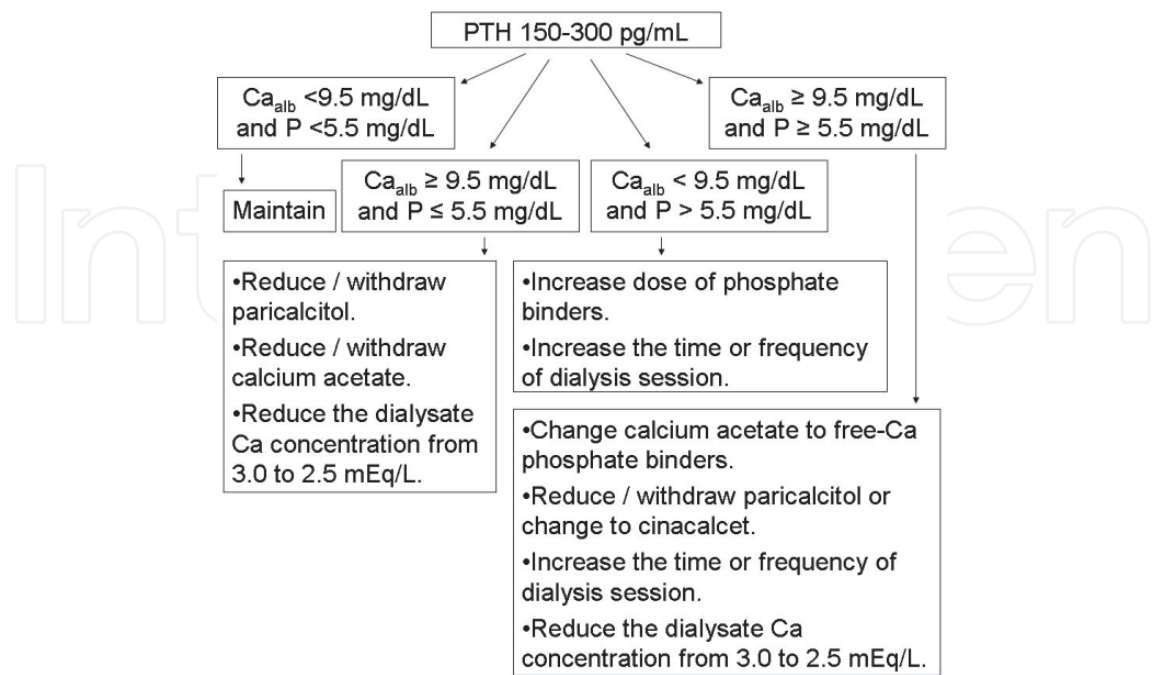 PTH 150-300 pg/mL
Ca_alb <9.5 mg/dL
and P <5.5 mg/dL
Ca_alb ≥ 9.5 mg/dL
and P ≥ 5.5 mg/dL
Maintain
Ca_alb ≥ 9.5 mg/dL
and P ≤ 5.5 mg/dL
Ca_alb < 9.5 mg/dL
and P > 5.5 mg/dL
•Reduce / withdraw
paricalcitol.
•Reduce / withdraw
calcium acetate.
•Reduce the dialysate
Ca concentration from
3.0 to 2.5 mEq/L.
•Increase dose of phosphate
binders.
•Increase the time or frequency
of dialysis session.
•Change calcium acetate to free-Ca
phosphate binders.
•Reduce / withdraw paricalcitol or
change to cinacalcet.
•Increase the time or frequency of
dialysis session.
•Reduce the dialysate Ca
concentration from 3.0 to 2.5 mEq/L.